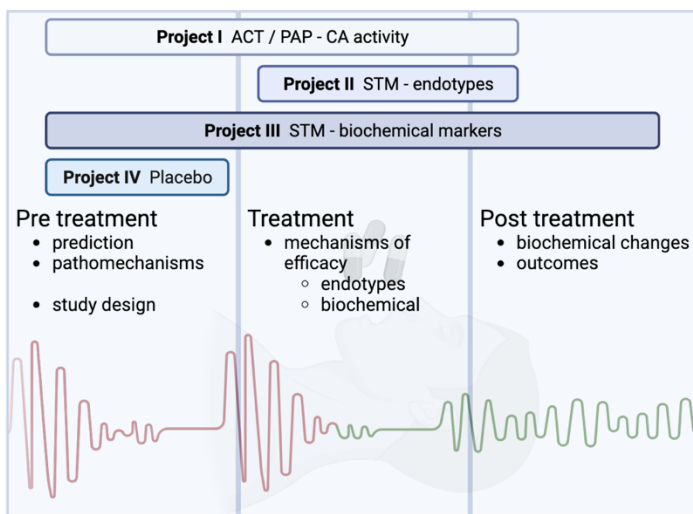 Project I ACT / PAP - CA activity
Project II STM - endotypes
Project III STM - biochemical markers
Project IV Placebo
Pre treatment
• prediction
• pathomechanisms
• study design
Treatment
• mechanisms of
efficacy
○ endotypes
○ biochemical
Post treatment
• biochemical changes
• outcomes